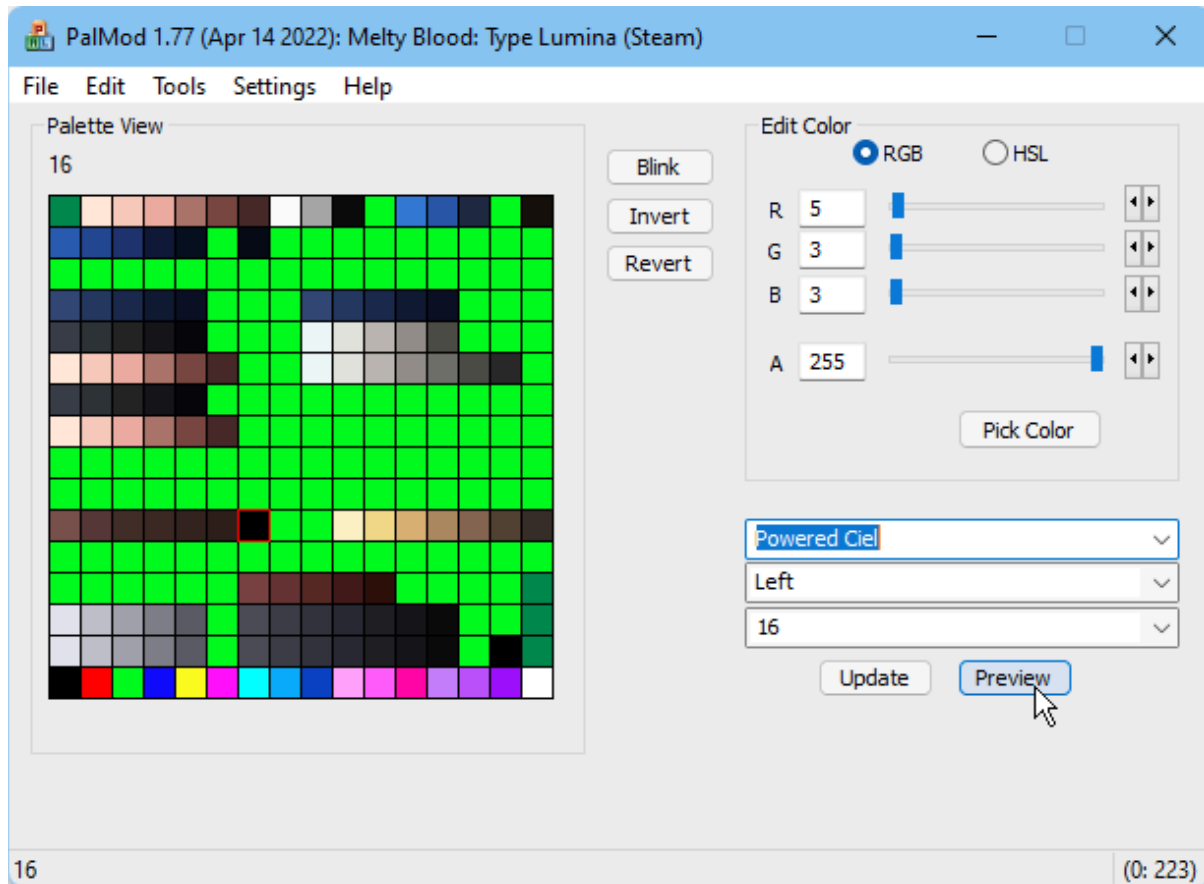 PalMod 1.77 (Apr 14 2022): Melty Blood: Type Lumina (Steam)
File Edit Tools Settings Help
Palette View
16
Blink
Invert
Revert
Edit Color
RGB HSL
R 5
G 3
B 3
A 255
Pick Color
Powered Ciel
Left
16
Update Preview
16 (0: 223)